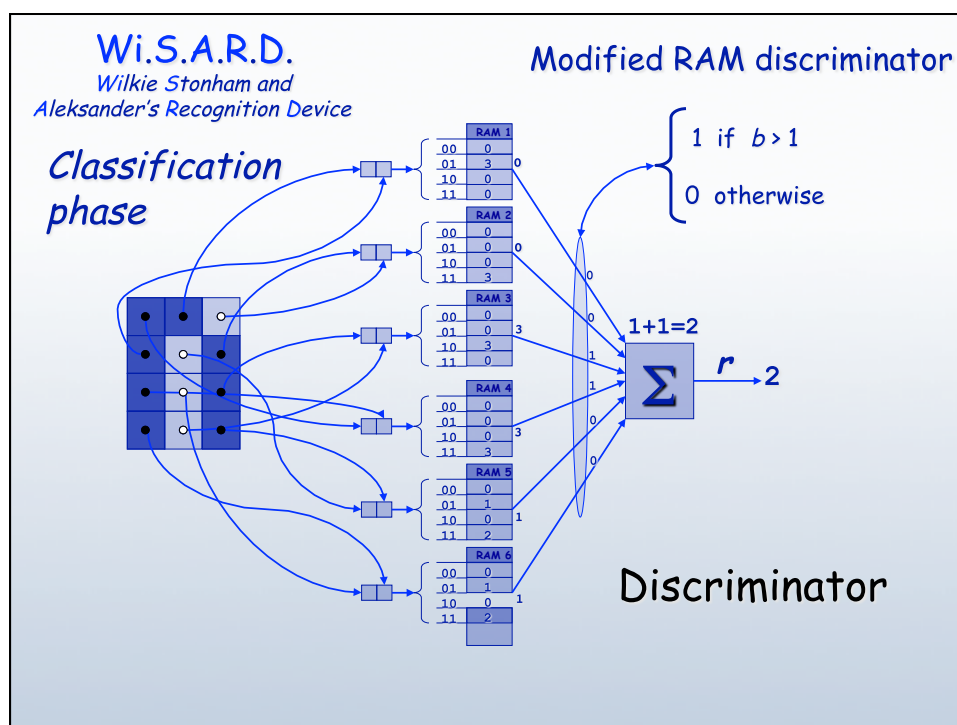 Wi.S.A.R.D.
Wilkie Stonham and
Aleksander's Recognition Device
Modified RAM discriminator
Classification
phase
1 if b > 1
0 otherwise
RAM 1
00 0
01 3
10 0
11 0
0
RAM 2
00 0
01 0
10 0
11 3
0
RAM 3
00 0
01 0
10 3
11 0
3
RAM 4
00 0
01 0
10 0
11 3
3
RAM 5
00 0
01 1
10 0
11 2
1
RAM 6
00 0
01 1
10 0
11 2
1
0
0
1
1
0
0
1+1=2
Σ
r
2
Discriminator